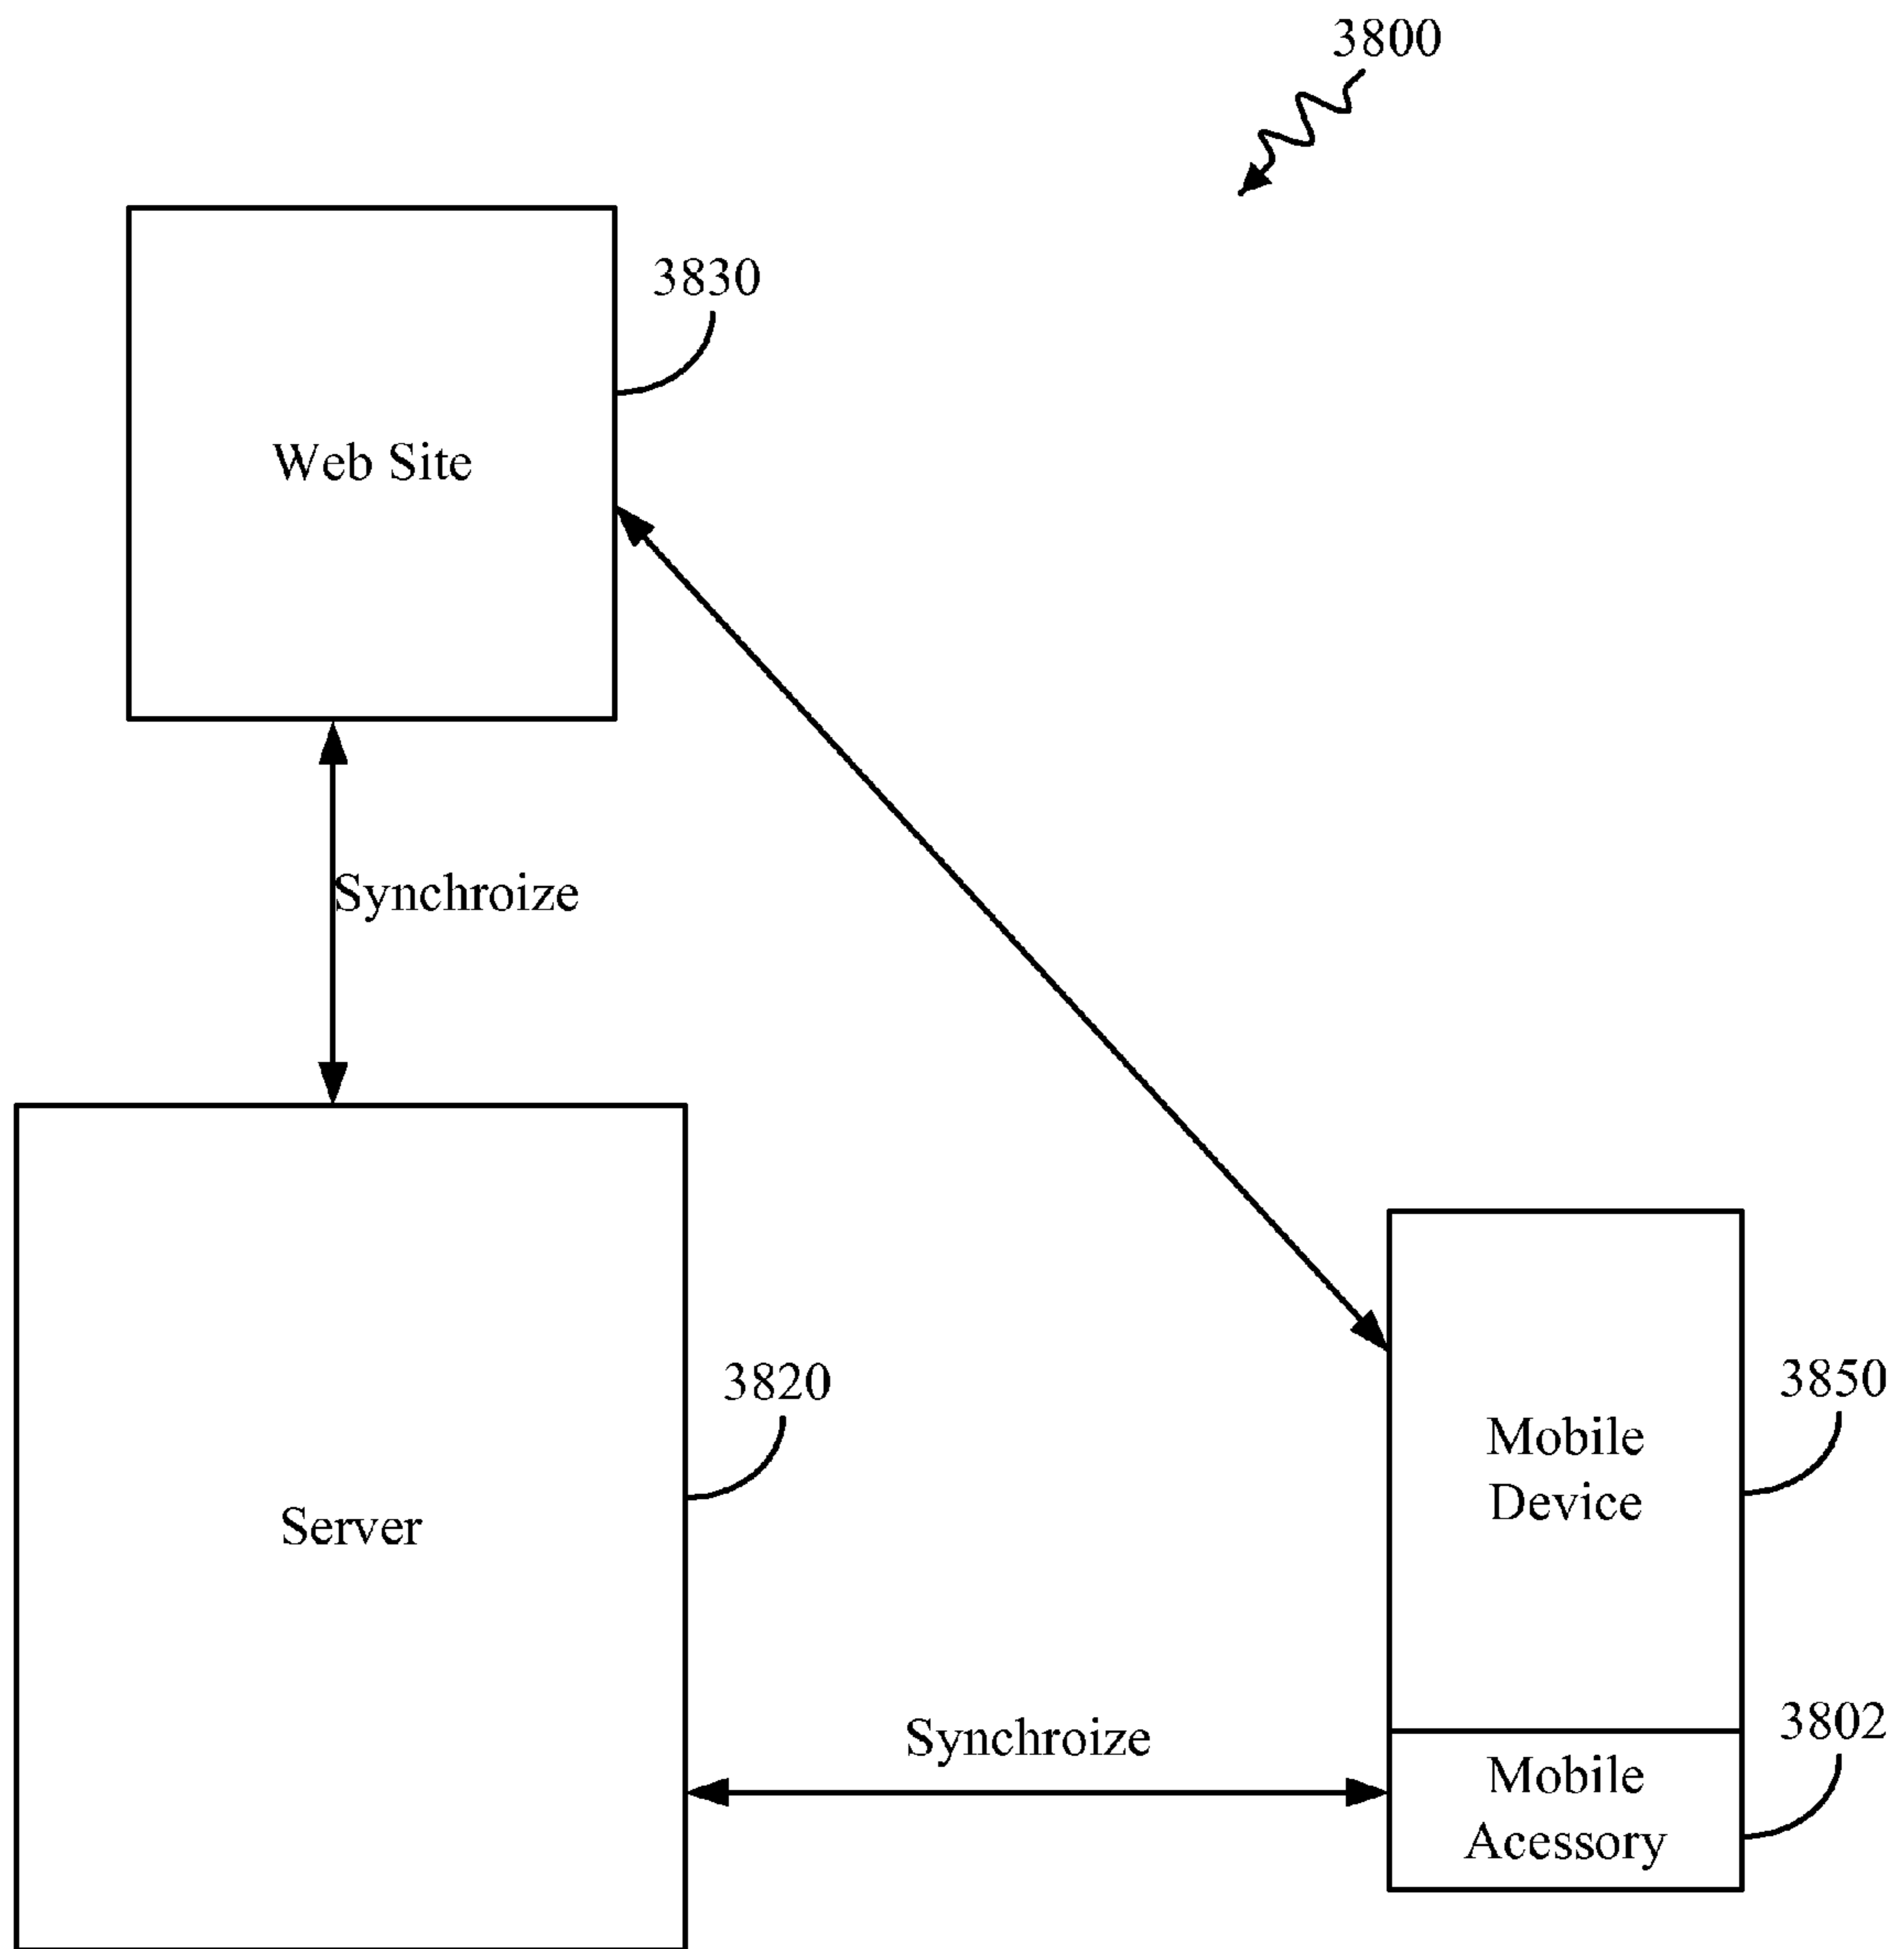 3800
3830
Web Site
Synchroize
3820
Server
3850
Mobile
Device
Synchroize
3802
Mobile
Acessory